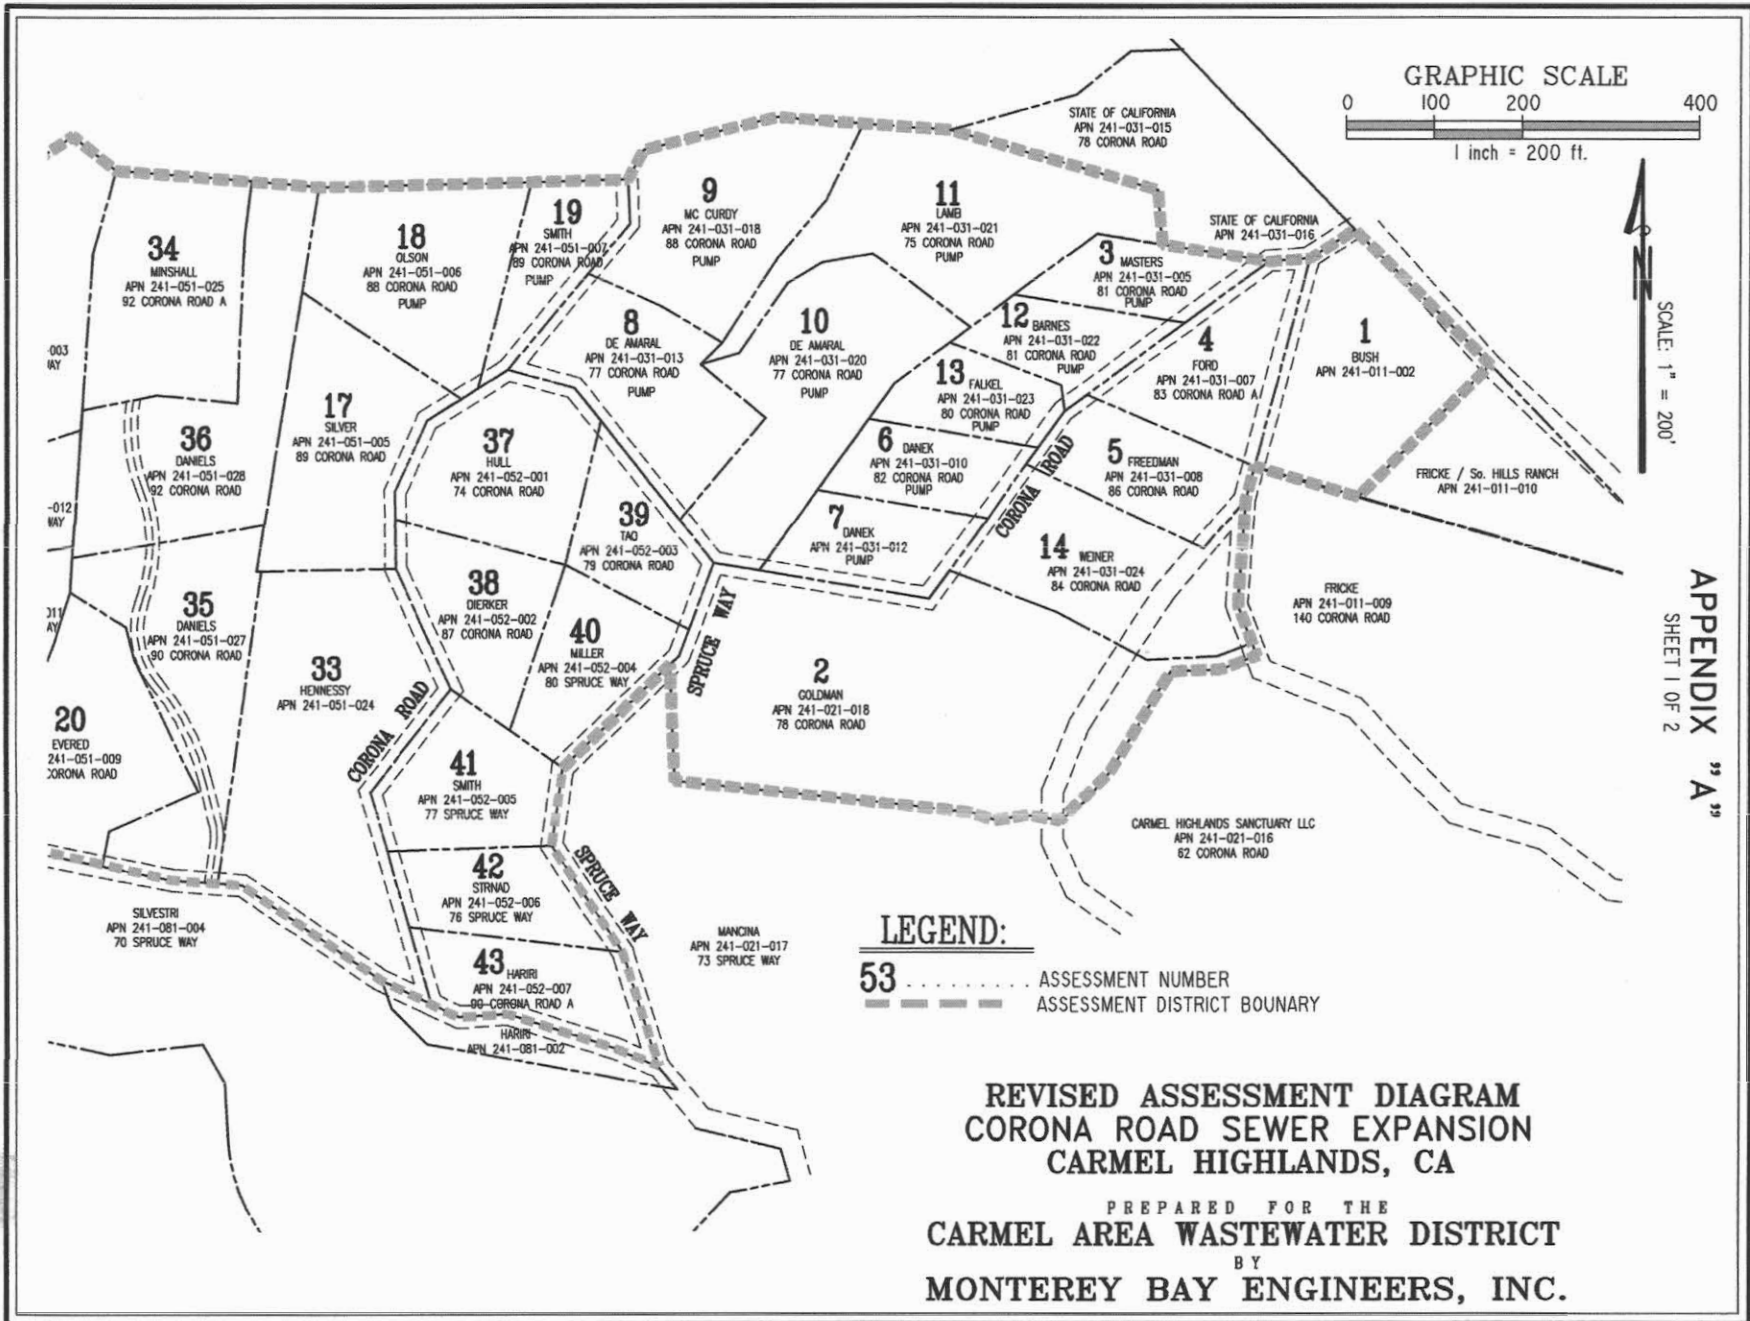 GRAPHIC SCALE
0 100 200 400
1 inch = 200 ft.
N
SCALE: 1" = 200'
APPENDIX "A"
SHEET 1 OF 2
STATE OF CALIFORNIA
APN 241-031-015
78 CORONA ROAD
STATE OF CALIFORNIA
APN 241-031-016
34
MINSHALL
APN 241-051-025
92 CORONA ROAD A
18
OLSON
APN 241-051-006
88 CORONA ROAD
PUMP
19
SMITH
APN 241-051-007
89 CORONA ROAD
PUMP
9
MC CURDY
APN 241-031-018
88 CORONA ROAD
PUMP
11
LAMB
APN 241-031-021
75 CORONA ROAD
PUMP
3 MASTERS
APN 241-031-005
81 CORONA ROAD
PUMP
8
DE AMARAL
APN 241-031-013
77 CORONA ROAD
PUMP
10
DE AMARAL
APN 241-031-020
77 CORONA ROAD
PUMP
12 BARNES
APN 241-031-022
81 CORONA ROAD
PUMP
4
FORD
APN 241-031-007
83 CORONA ROAD A
1
BUSH
APN 241-011-002
-003
WAY
13 FALKEL
APN 241-031-023
80 CORONA ROAD
PUMP
17
SILVER
APN 241-051-005
89 CORONA ROAD
36
DANIELS
APN 241-051-028
92 CORONA ROAD
37
HULL
APN 241-052-001
74 CORONA ROAD
6 DANEK
APN 241-031-010
82 CORONA ROAD
PUMP
5 FREEDMAN
APN 241-031-008
86 CORONA ROAD
FRICKE / So. HILLS RANCH
APN 241-011-010
-012
WAY
39
TAO
APN 241-052-003
79 CORONA ROAD
7 DANEK
APN 241-031-012
PUMP
CORONA ROAD
14 WEINER
APN 241-031-024
84 CORONA ROAD
FRICKE
APN 241-011-009
140 CORONA ROAD
35
DANIELS
APN 241-051-027
90 CORONA ROAD
38
DIERKER
APN 241-052-002
87 CORONA ROAD
40
MILLER
APN 241-052-004
80 SPRUCE WAY
SPRUCE WAY
33
HENNESSY
APN 241-051-024
2
GOLDMAN
APN 241-021-018
78 CORONA ROAD
20
EVERED
241-051-009
CORONA ROAD
CORONA ROAD
41
SMITH
APN 241-052-005
77 SPRUCE WAY
CARMEL HIGHLANDS SANCTUARY LLC
APN 241-021-016
62 CORONA ROAD
42
STRNAD
APN 241-052-006
76 SPRUCE WAY
SPRUCE WAY
SILVESTRI
APN 241-081-004
70 SPRUCE WAY
MANCINA
APN 241-021-017
73 SPRUCE WAY
43 HARIRI
APN 241-052-007
90 CORONA ROAD A
HARIRI
APN 241-081-002
LEGEND:
53 . . . . . . . . . . ASSESSMENT NUMBER
ASSESSMENT DISTRICT BOUNARY
REVISED ASSESSMENT DIAGRAM
CORONA ROAD SEWER EXPANSION
CARMEL HIGHLANDS, CA
PREPARED FOR THE
CARMEL AREA WASTEWATER DISTRICT
BY
MONTEREY BAY ENGINEERS, INC.